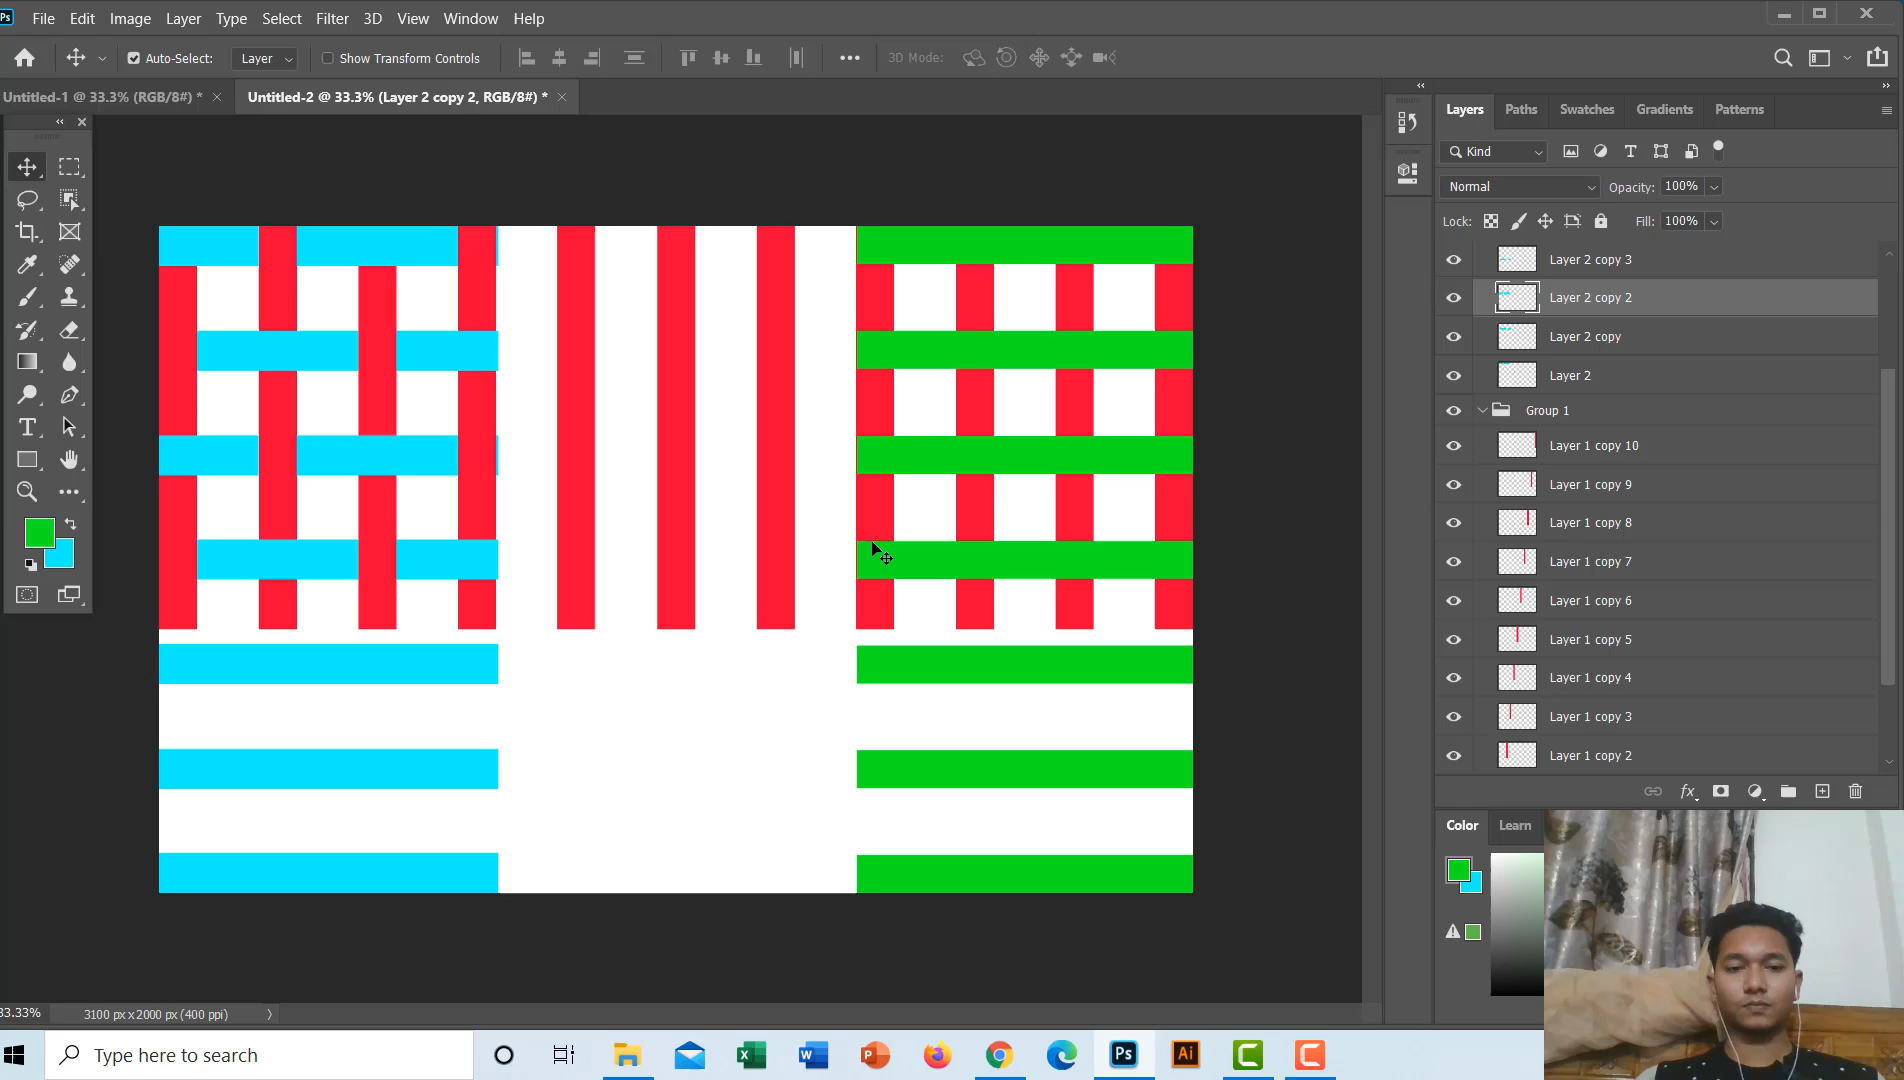 Ps File Edit Image Layer Type Select Filter 3D View Window Help
Auto-Select: Layer Show Transform Controls 3D Mode:
Untitled-1 @ 33.3% (RGB/8#) * Untitled-2 @ 33.3% (Layer 2 copy 2, RGB/8#) *
Layers Paths Swatches Gradients Patterns
Kind
Normal Opacity: 100%
Lock: Fill: 100%
Layer 2 copy 3
Layer 2 copy 2
Layer 2 copy
Layer 2
Group 1
Layer 1 copy 10
Layer 1 copy 9
Layer 1 copy 8
Layer 1 copy 7
Layer 1 copy 6
Layer 1 copy 5
Layer 1 copy 4
Layer 1 copy 3
Layer 1 copy 2
fx
Color Learn
33.33% 3100 px x 2000 px (400 ppi)
Type here to search
Ps Ai